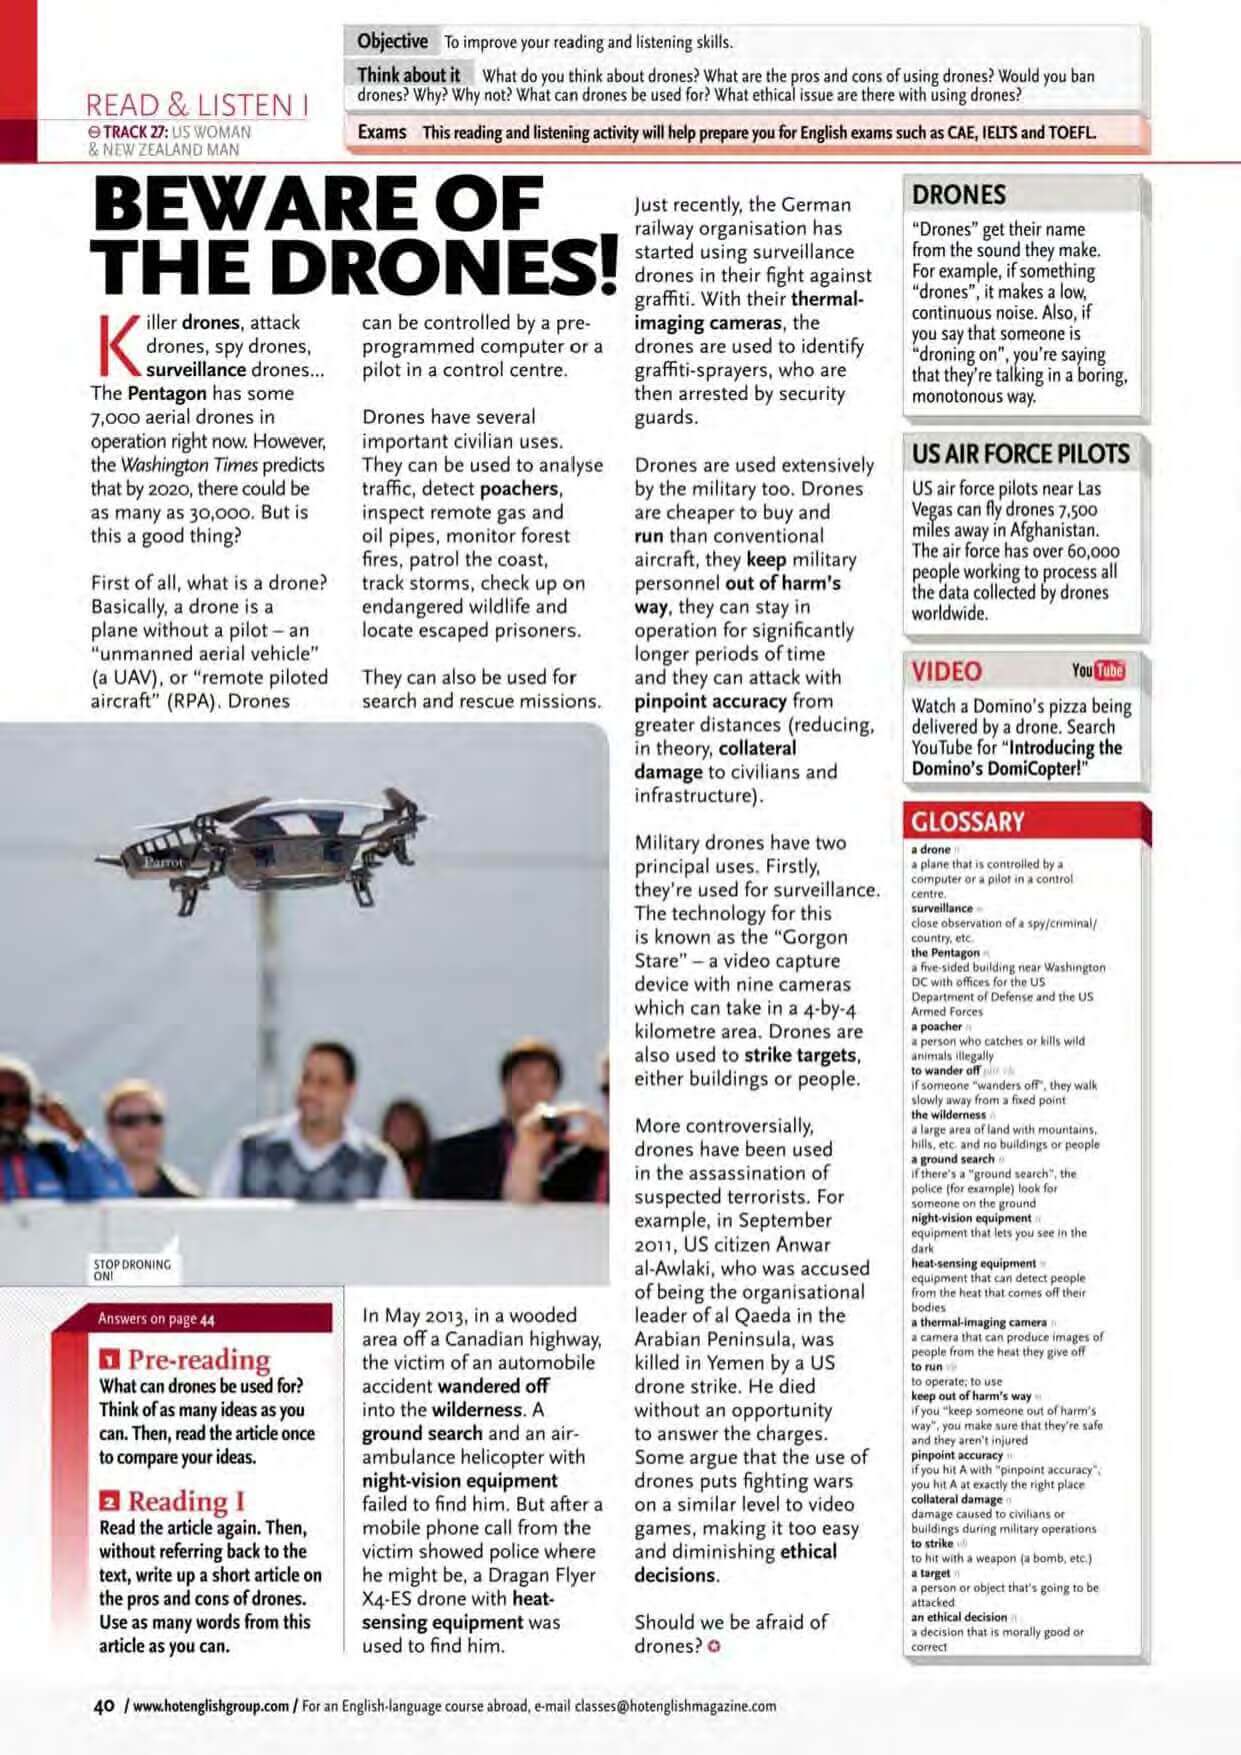 Objective To improve your reading and listening skills.
Think about it What do you think about drones? What are the pros and cons of using drones? Would you ban
drones? Why? Why not? What can drones be used for? What ethical issue are there with using drones?
Exams This reading and listening activity will help prepare you for English exams such as CAE, IELTS and TOEFL.
READ & LISTEN I
TRACK 27: US WOMAN
& NEW ZEALAND MAN
BEWARE OF
THE DRONES!
Killer drones, attack
drones, spy drones,
surveillance drones...
The Pentagon has some
7,000 aerial drones in
operation right now. However,
the Washington Times predicts
that by 2020, there could be
as many as 30,000. But is
this a good thing?
First of all, what is a drone?
Basically, a drone is a
plane without a pilot – an
"unmanned aerial vehicle"
(a UAV), or "remote piloted
aircraft" (RPA). Drones
can be controlled by a pre-
programmed computer or a
pilot in a control centre.
Drones have several
important civilian uses.
They can be used to analyse
traffic, detect poachers,
inspect remote gas and
oil pipes, monitor forest
fires, patrol the coast,
track storms, check up on
endangered wildlife and
locate escaped prisoners.
They can also be used for
search and rescue missions.
Parrot
STOP DRONING
ON!
Answers on page 44
1 Pre-reading
What can drones be used for?
Think of as many ideas as you
can. Then, read the article once
to compare your ideas.
2 Reading I
Read the article again. Then,
without referring back to the
text, write up a short article on
the pros and cons of drones.
Use as many words from this
article as you can.
In May 2013, in a wooded
area off a Canadian highway,
the victim of an automobile
accident wandered off
into the wilderness. A
ground search and an air-
ambulance helicopter with
night-vision equipment
failed to find him. But after a
mobile phone call from the
victim showed police where
he might be, a Dragan Flyer
X4-ES drone with heat-
sensing equipment was
used to find him.
Just recently, the German
railway organisation has
started using surveillance
drones in their fight against
graffiti. With their thermal-
imaging cameras, the
drones are used to identify
graffiti-sprayers, who are
then arrested by security
guards.
Drones are used extensively
by the military too. Drones
are cheaper to buy and
run than conventional
aircraft, they keep military
personnel out of harm's
way, they can stay in
operation for significantly
longer periods of time
and they can attack with
pinpoint accuracy from
greater distances (reducing,
in theory, collateral
damage to civilians and
infrastructure).
Military drones have two
principal uses. Firstly,
they're used for surveillance.
The technology for this
is known as the "Gorgon
Stare" – a video capture
device with nine cameras
which can take in a 4-by-4
kilometre area. Drones are
also used to strike targets,
either buildings or people.
More controversially,
drones have been used
in the assassination of
suspected terrorists. For
example, in September
2011, US citizen Anwar
al-Awlaki, who was accused
of being the organisational
leader of al Qaeda in the
Arabian Peninsula, was
killed in Yemen by a US
drone strike. He died
without an opportunity
to answer the charges.
Some argue that the use of
drones puts fighting wars
on a similar level to video
games, making it too easy
and diminishing ethical
decisions.
Should we be afraid of
drones?
DRONES
"Drones" get their name
from the sound they make.
For example, if something
"drones", it makes a low,
continuous noise. Also, if
you say that someone is
"droning on", you're saying
that they're talking in a boring,
monotonous way.
US AIR FORCE PILOTS
US air force pilots near Las
Vegas can fly drones 7,500
miles away in Afghanistan.
The air force has over 60,000
people working to process all
the data collected by drones
worldwide.
VIDEO YouTube
Watch a Domino's pizza being
delivered by a drone. Search
YouTube for "Introducing the
Domino's DomiCopter!"
GLOSSARY
a drone n
a plane that is controlled by a
computer or a pilot in a control
centre.
surveillance n
close observation of a spy/criminal/
country, etc.
the Pentagon n
a five-sided building near Washington
DC with offices for the US
Department of Defense and the US
Armed Forces
a poacher n
a person who catches or kills wild
animals illegally
to wander off
if someone "wanders off", they walk
slowly away from a fixed point
the wilderness n
a large area of land with mountains,
hills, etc. and no buildings or people
a ground search n
if there's a "ground search", the
police (for example) look for
someone on the ground
night-vision equipment n
equipment that lets you see in the
dark
heat-sensing equipment n
equipment that can detect people
from the heat that comes off their
bodies
a thermal-imaging camera n
a camera that can produce images of
people from the heat they give off
to run vb
to operate; to use
keep out of harm's way
if you "keep someone out of harm's
way", you make sure that they're safe
and they aren't injured
pinpoint accuracy n
if you hit A with "pinpoint accuracy",
you hit A at exactly the right place
collateral damage n
damage caused to civilians or
buildings during military operations
to strike vb
to hit with a weapon (a bomb, etc.)
a target n
a person or object that's going to be
attacked
an ethical decision n
a decision that is morally good or
correct
40 / www.hotenglishgroup.com / For an English-language course abroad, e-mail classes@hotenglishmagazine.com